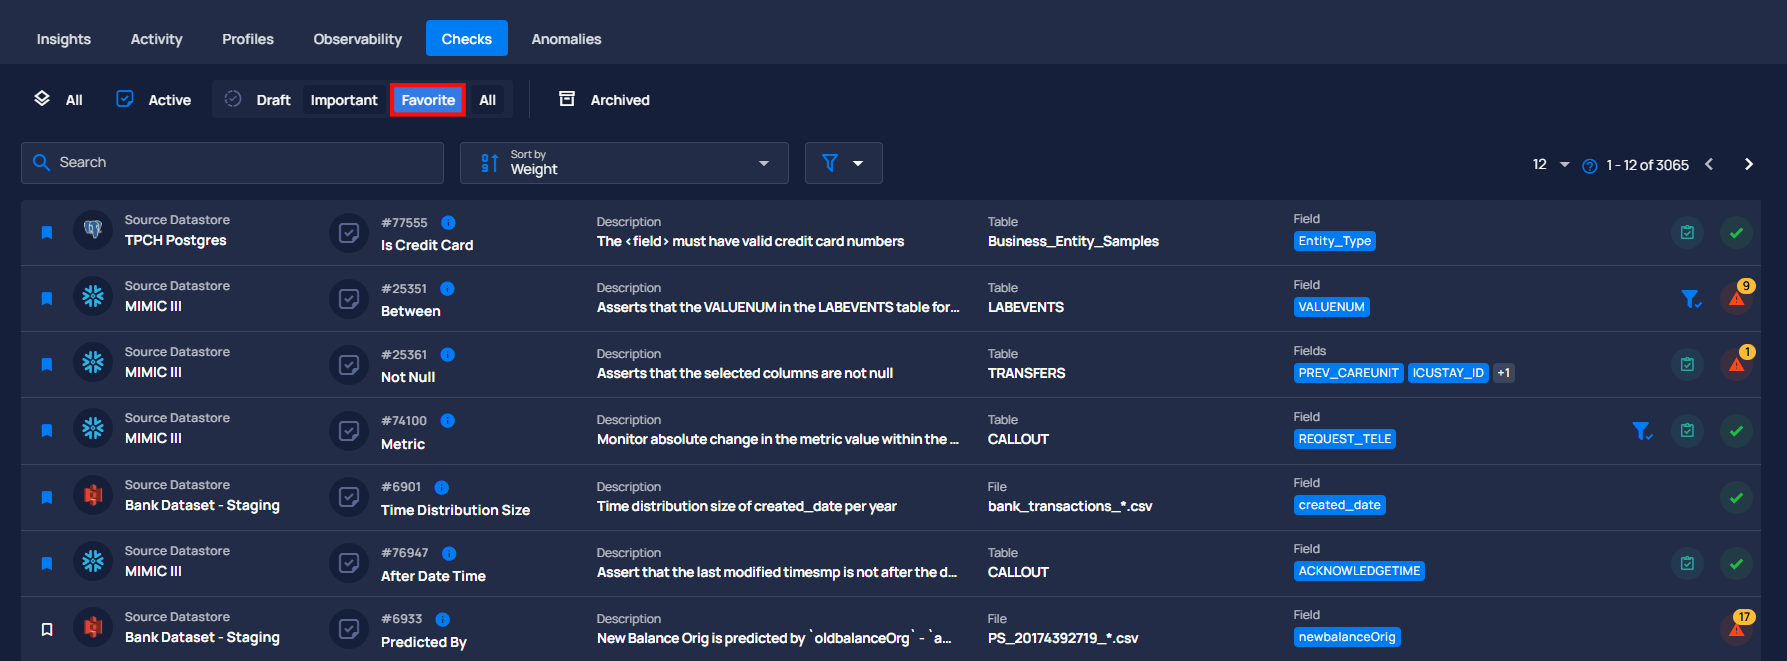 Insights Activity Profiles Observability Checks Anomalies
All Active Draft Important Favorite All Archived
Search
Sort by
Weight
12 1 - 12 of 3065
Source Datastore
TPCH Postgres
#77555
Is Credit Card
Description
The <field> must have valid credit card numbers
Table
Business_Entity_Samples
Field
Entity_Type
Source Datastore
MIMIC III
#25351
Between
Description
Asserts that the VALUENUM in the LABEVENTS table for...
Table
LABEVENTS
Field
VALUENUM
9
Source Datastore
MIMIC III
#25361
Not Null
Description
Asserts that the selected columns are not null
Table
TRANSFERS
Fields
PREV_CAREUNIT ICUSTAY_ID +1
1
Source Datastore
MIMIC III
#74100
Metric
Description
Monitor absolute change in the metric value within the ...
Table
CALLOUT
Field
REQUEST_TELE
Source Datastore
Bank Dataset - Staging
#6901
Time Distribution Size
Description
Time distribution size of created_date per year
File
bank_transactions_*.csv
Field
created_date
Source Datastore
MIMIC III
#76947
After Date Time
Description
Assert that the last modified timesmp is not after the d...
Table
CALLOUT
Field
ACKNOWLEDGETIME
Source Datastore
Bank Dataset - Staging
#6933
Predicted By
Description
New Balance Orig is predicted by `oldbalanceOrg` - `a...
File
PS_20174392719_*.csv
Field
newbalanceOrig
17